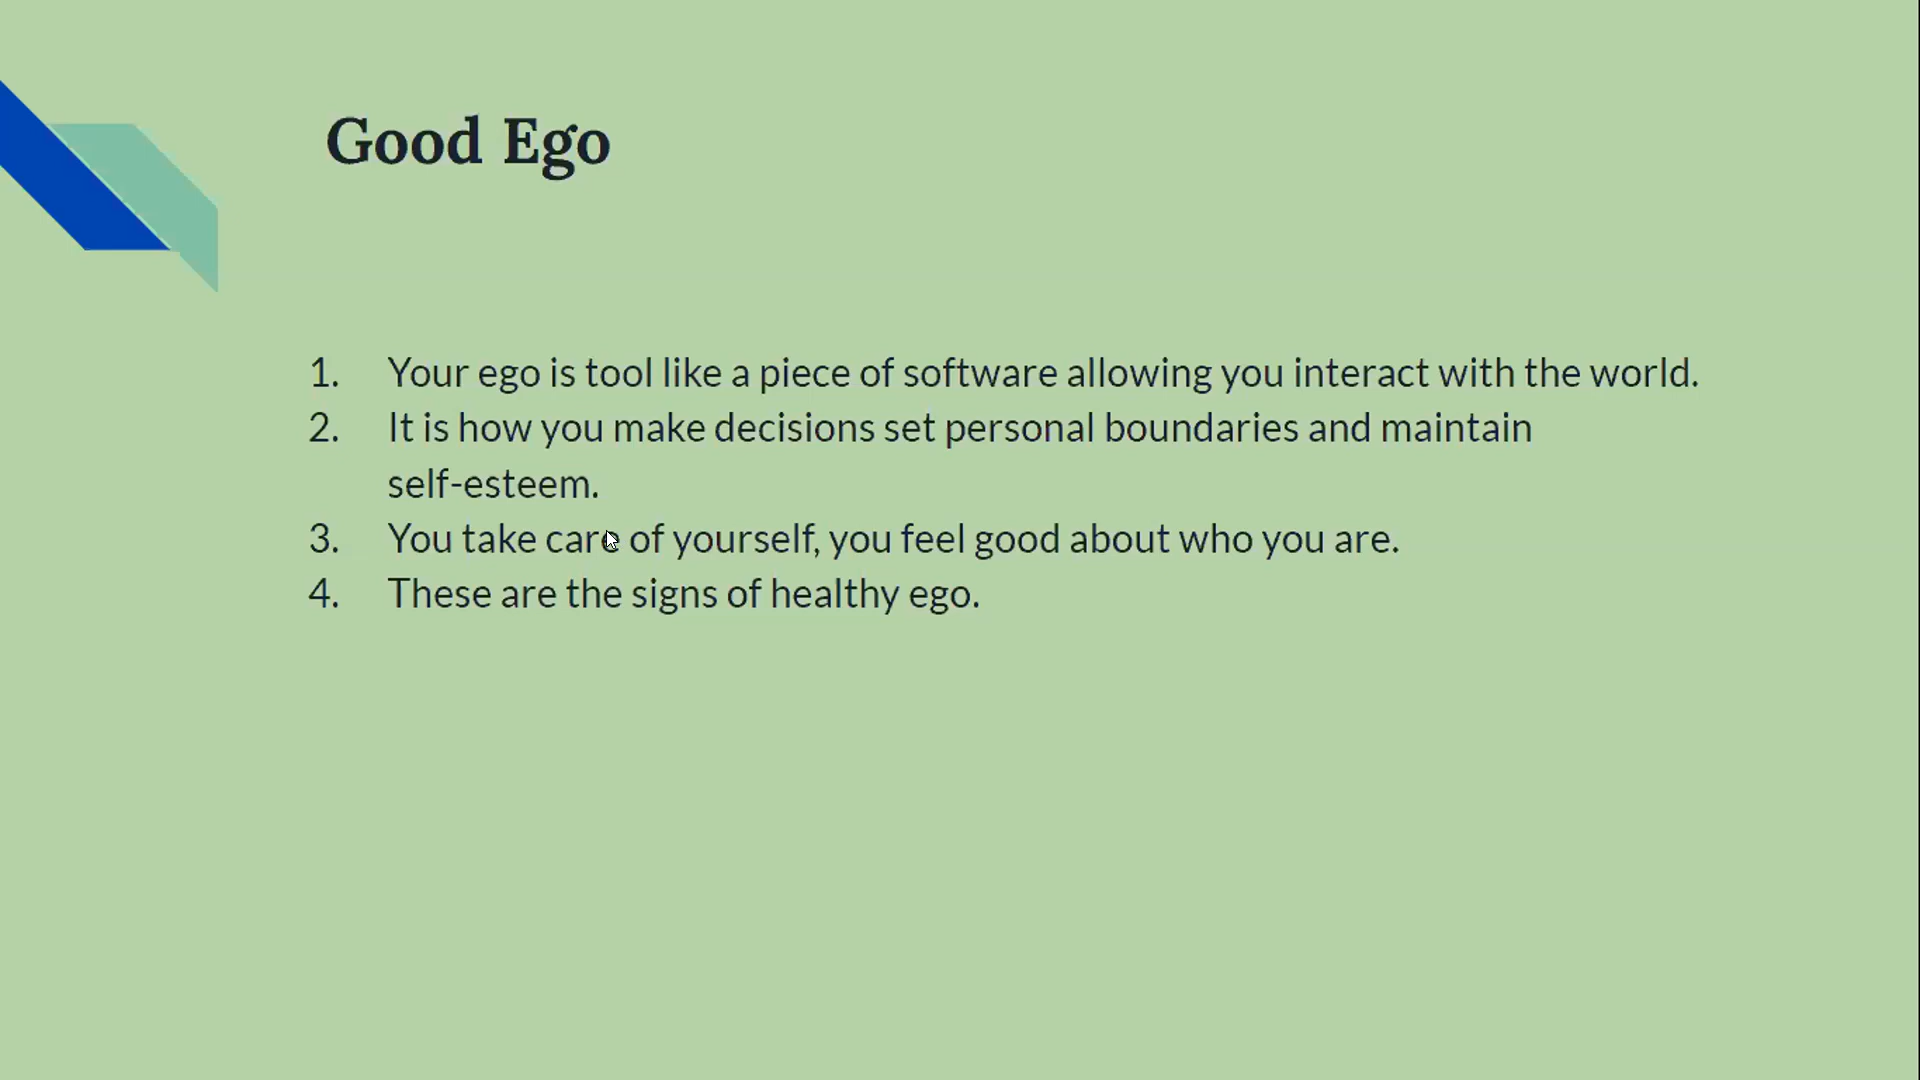 Good Ego
1. Your ego is tool like a piece of software allowing you interact with the world.
2. It is how you make decisions set personal boundaries and maintain
self-esteem.
3. You take care of yourself, you feel good about who you are.
4. These are the signs of healthy ego.